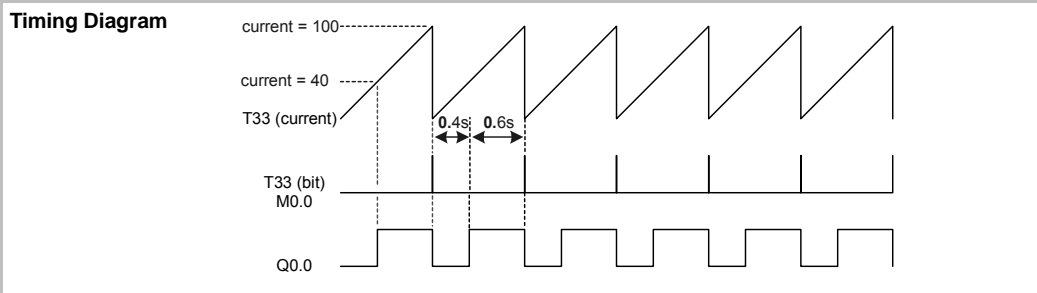 Timing Diagram
current = 100
current = 40
T33 (current)
0.4s 0.6s
T33 (bit)
M0.0
Q0.0